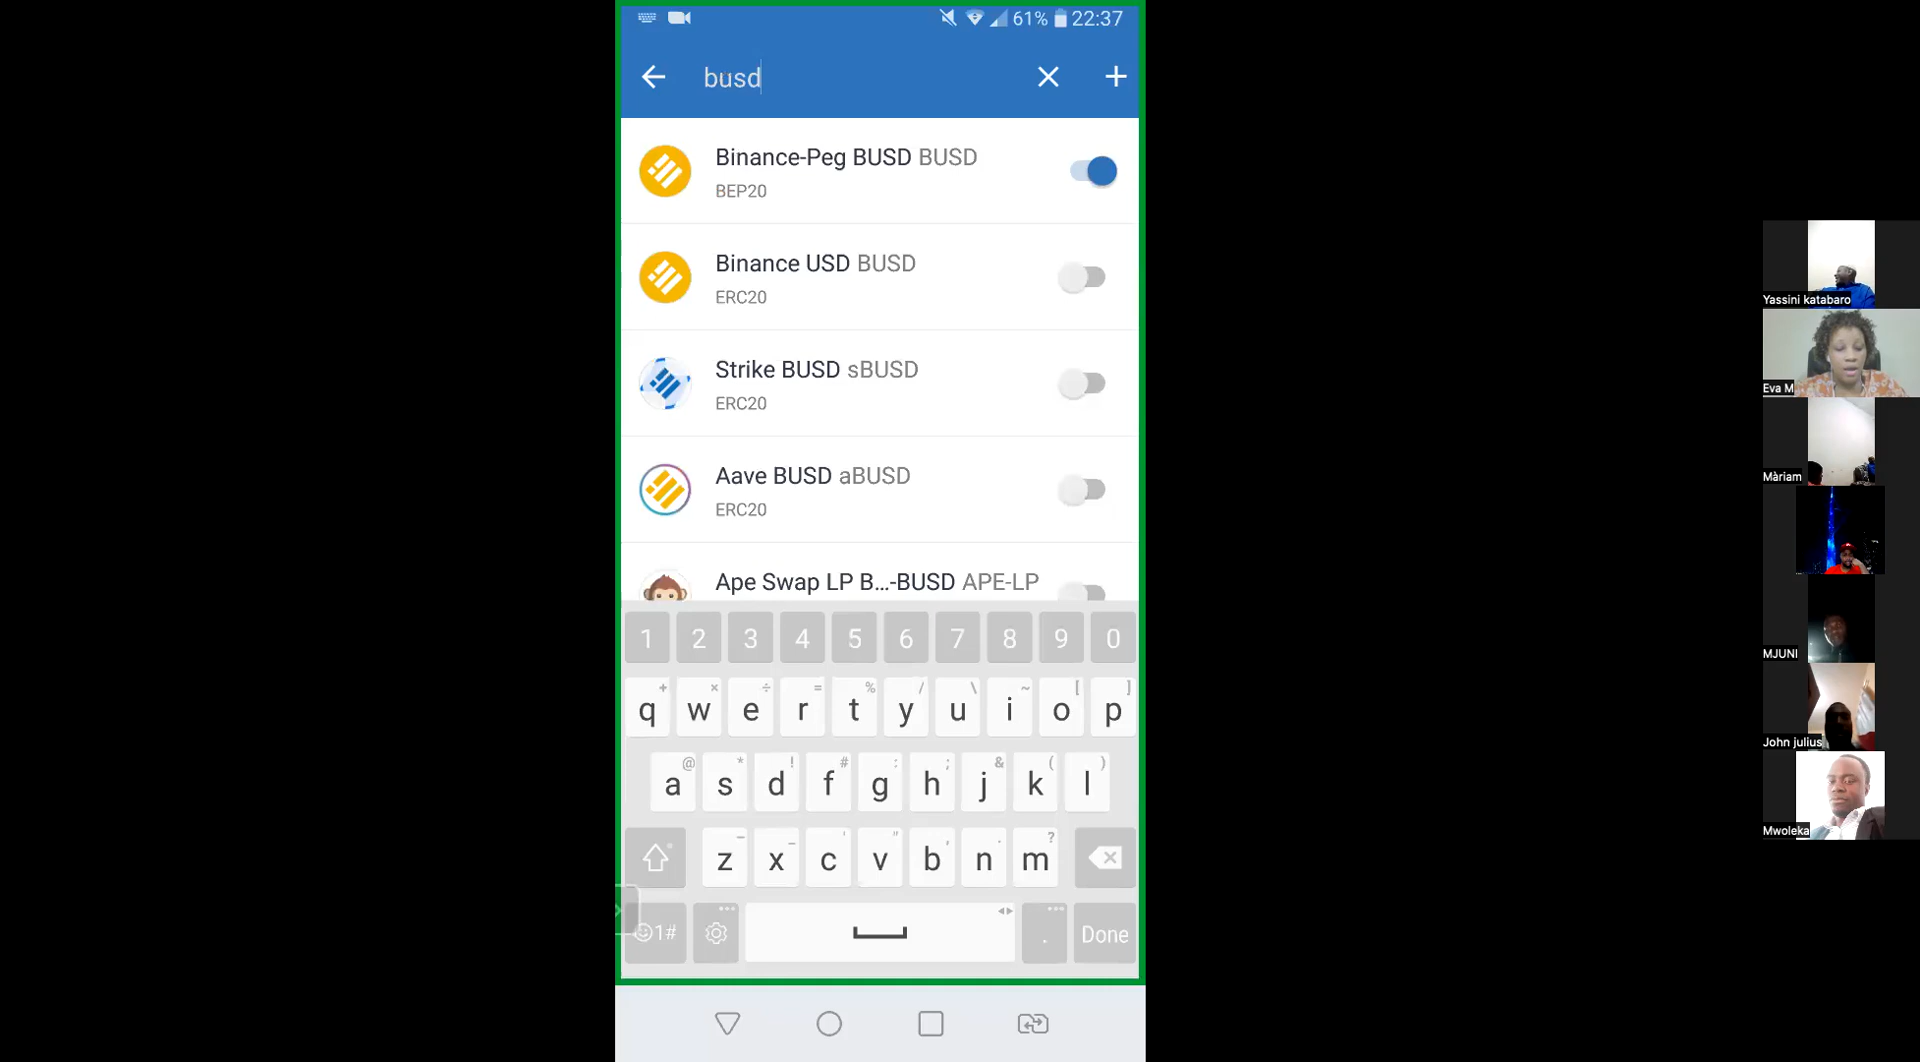 61% 22:37
busd
Binance-Peg BUSD BUSD
BEP20
Binance USD BUSD
ERC20
Strike BUSD sBUSD
ERC20
Aave BUSD aBUSD
ERC20
Ape Swap LP B...-BUSD APE-LP
1 2 3 4 5 6 7 8 9 0
+ × ÷ = % / \ ~ [ ]
q w e r t y u i o p
@ * ! # : ; & ( )
a s d f g h j k l
z x c v b n m ?
1# . Done
Yassini katabaro
Eva M
Màriam
MJUNI
John julius
Mwoleka